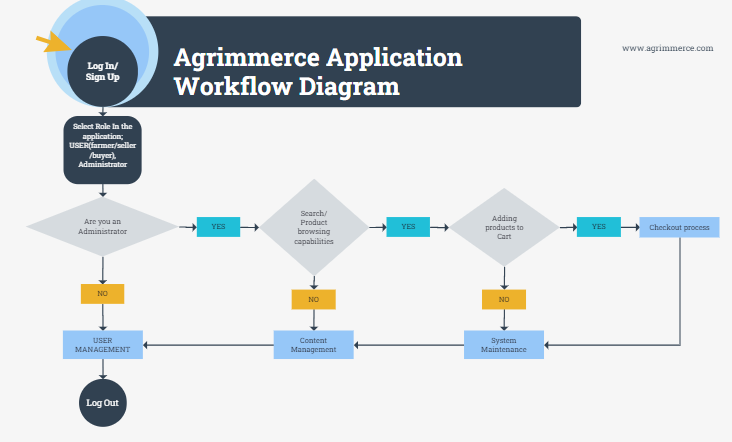 Log In/
Sign Up
Agrimmerce Application
Workflow Diagram
www.agrimmerce.com
Select Role In the
application;
USER(farmer/seller
/buyer),
Administrator
Are you an
Administrator
YES
Search/
Product
browsing
capabilities
YES
Adding
products to
Cart
YES
Checkout process
NO
NO
NO
USER
MANAGEMENT
Content
Management
System
Maintenance
Log Out